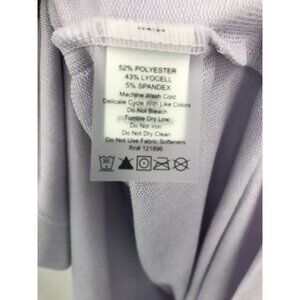 52% POLYESTER
43% LYOCELL
5% SPANDEX
Machine Wash Cold
Delicate Cycle With Like Colors
Do Not Bleach
Tumble Dry Low
Do Not Iron
Do Not Dry Clean
Do Not Use Fabric Softeners
Rn# 121896